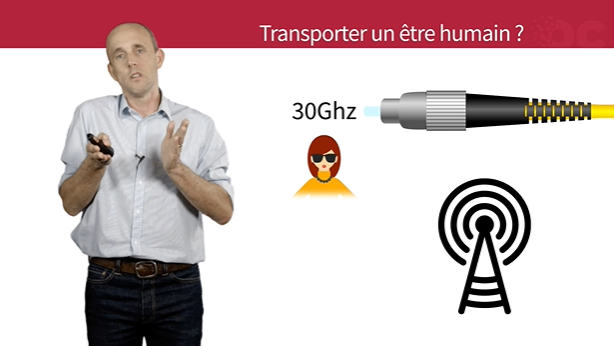 Transporter un être humain ?
30Ghz